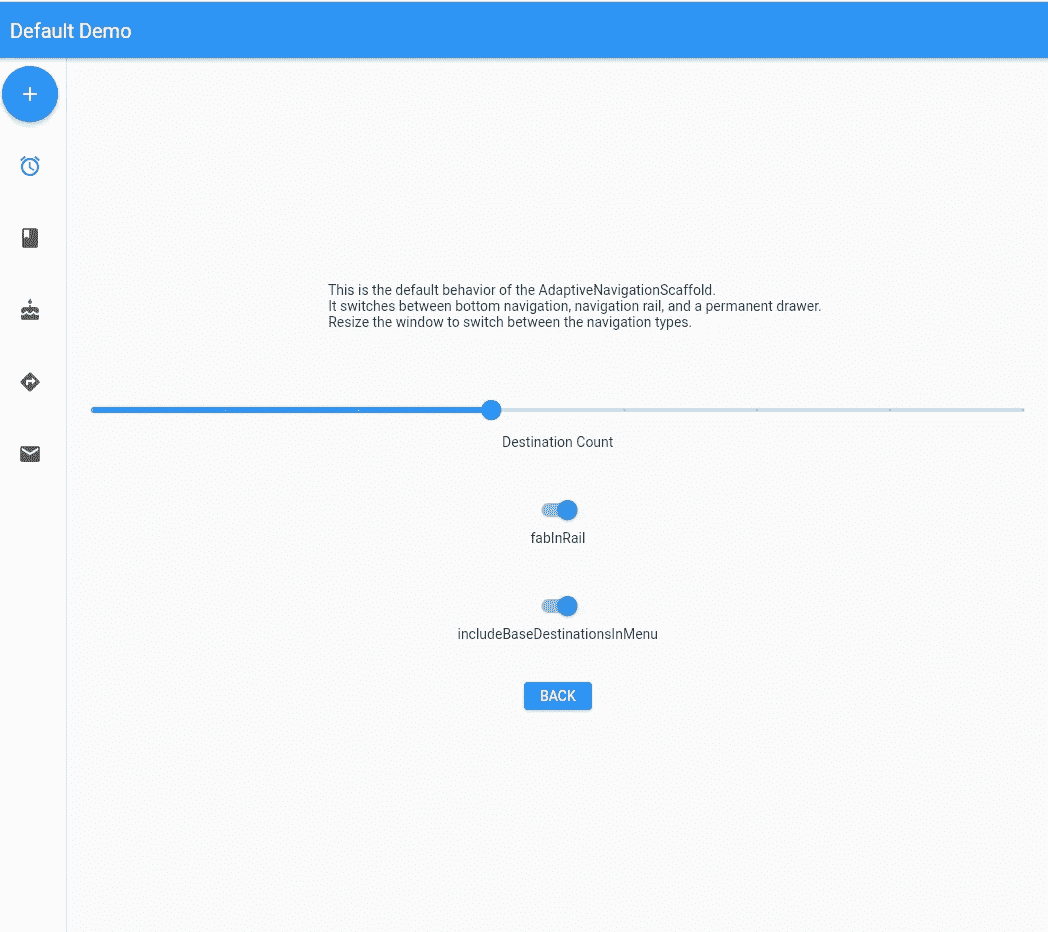 Default Demo
This is the default behavior of the AdaptiveNavigationScaffold.
It switches between bottom navigation, navigation rail, and a permanent drawer.
Resize the window to switch between the navigation types.
Destination Count
fabInRail
includeBaseDestinationsInMenu
BACK